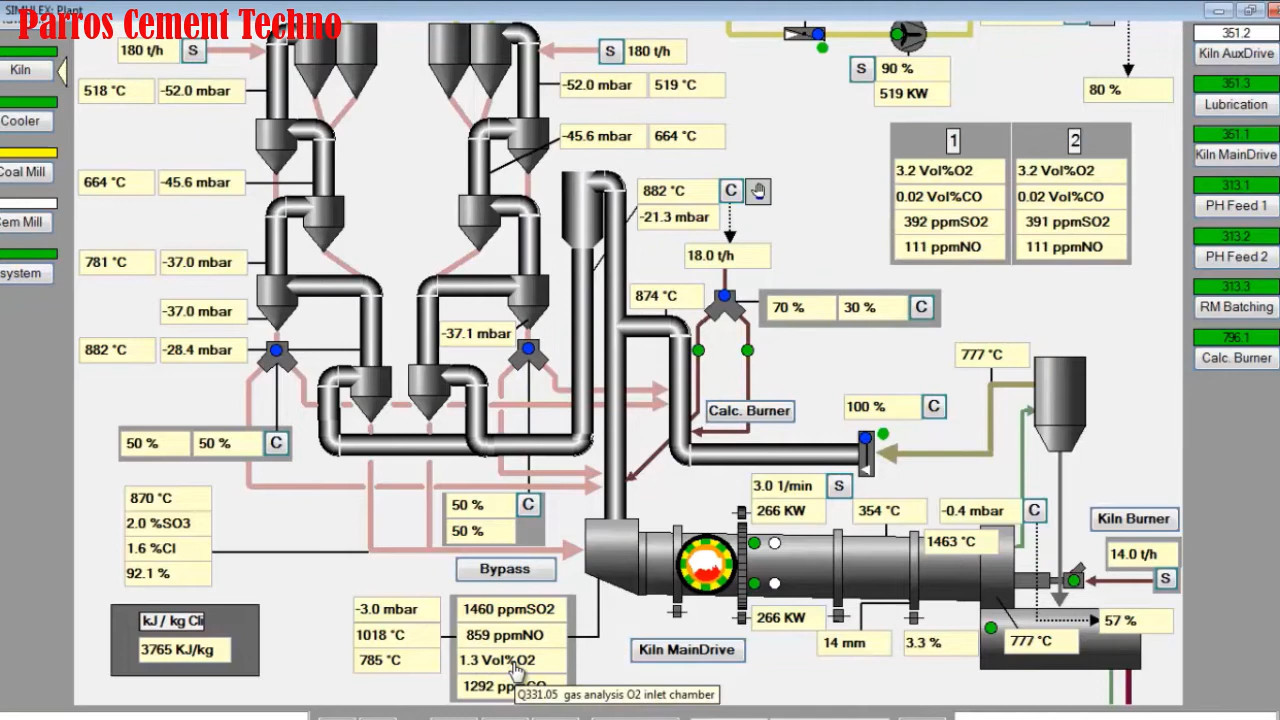 SIMULEX: Plant
Parros Cement Techno
180 t/h
S
S
180 t/h
518 °C
-52.0 mbar
-52.0 mbar
519 °C
-45.6 mbar
664 °C
664 °C
-45.6 mbar
781 °C
-37.0 mbar
-37.0 mbar
882 °C
-28.4 mbar
-37.1 mbar
50 %
50 %
C
870 °C
2.0 %SO3
1.6 %Cl
92.1 %
kJ / kg Cli
3765 KJ/kg
50 %
C
50 %
Bypass
-3.0 mbar
1018 °C
785 °C
1460 ppmSO2
859 ppmNO
1.3 Vol%O2
Q331.05 gas analysis O2 inlet chamber
882 °C
C
-21.3 mbar
18.0 t/h
874 °C
70 %
30 %
C
Calc. Burner
777 °C
100 %
C
3.0 1/min
S
266 KW
354 °C
-0.4 mbar
C
1463 °C
Kiln Burner
14.0 t/h
S
266 KW
Kiln MainDrive
14 mm
3.3 %
777 °C
57 %
S
90 %
519 KW
80 %
1
2
3.2 Vol%O2
3.2 Vol%O2
0.02 Vol%CO
0.02 Vol%CO
392 ppmSO2
391 ppmSO2
111 ppmNO
111 ppmNO
Kiln
Cooler
Coal Mill
Cem Mill
system
351.2
Kiln AuxDrive
351.3
Lubrication
351.1
Kiln MainDrive
313.1
PH Feed 1
313.2
PH Feed 2
313.3
RM Batching
796.1
Calc. Burner